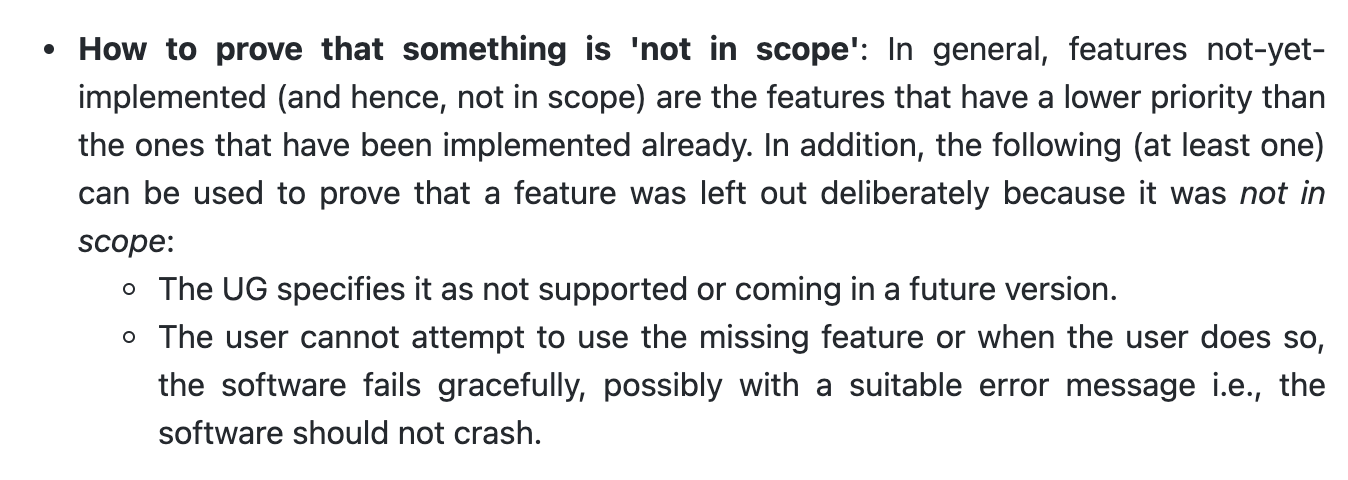 • How to prove that something is 'not in scope': In general, features not-yet-
implemented (and hence, not in scope) are the features that have a lower priority than
the ones that have been implemented already. In addition, the following (at least one)
can be used to prove that a feature was left out deliberately because it was not in
scope:
◦ The UG specifies it as not supported or coming in a future version.
◦ The user cannot attempt to use the missing feature or when the user does so,
the software fails gracefully, possibly with a suitable error message i.e., the
software should not crash.